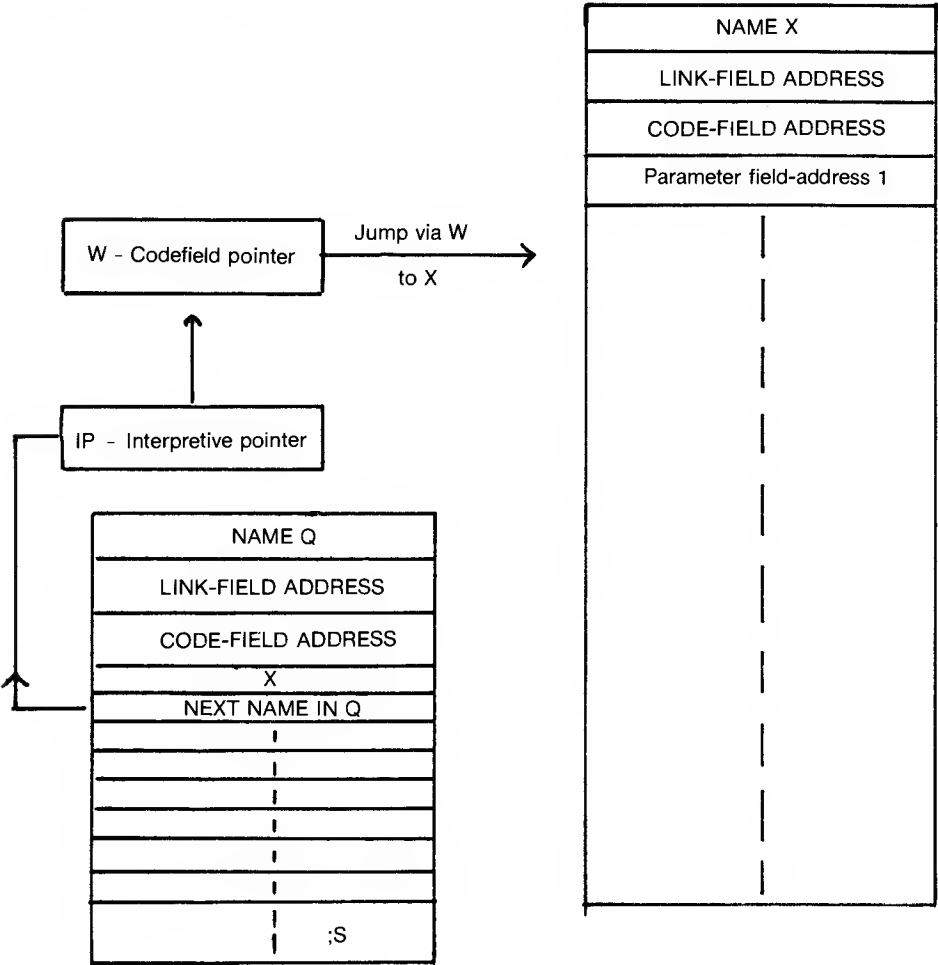 NAME X
LINK-FIELD ADDRESS
CODE-FIELD ADDRESS
Parameter field-address 1
W - Codefield pointer
Jump via W
to X
IP - Interpretive pointer
NAME Q
LINK-FIELD ADDRESS
CODE-FIELD ADDRESS
X
NEXT NAME IN Q
;S